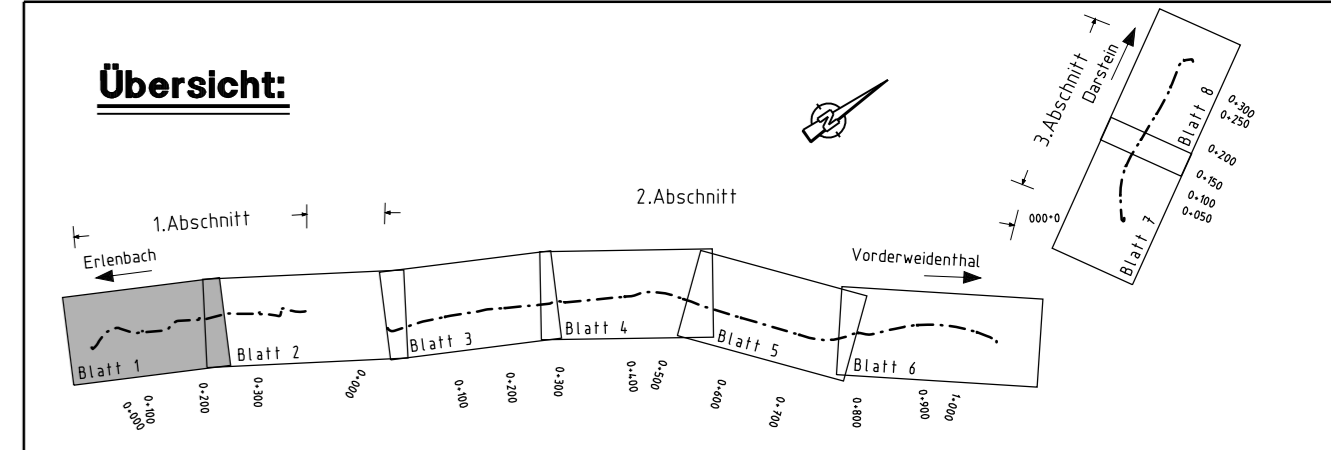 Übersicht:
1.Abschnitt
2.Abschnitt
3.Abschnitt
Erlenbach
Vorderweidenthal
Darstein
N
Blatt 1
Blatt 2
Blatt 3
Blatt 4
Blatt 5
Blatt 6
Blatt 7
Blatt 8
0+000
0+100
0+200
0+300
0+000
0+100
0+200
0+300
0+400
0+500
0+600
0+700
0+800
0+900
1+000
0+000
0+050
0+100
0+150
0+200
0+250
0+300